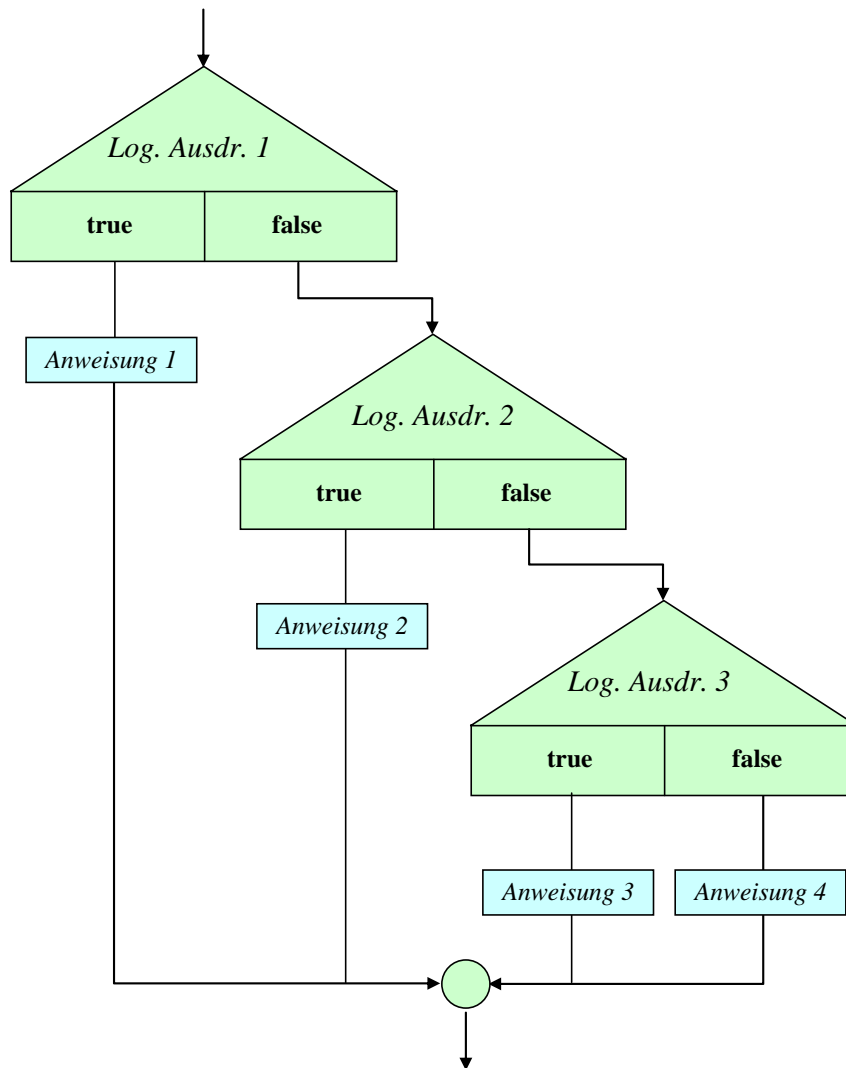 Log. Ausdr. 1
true false
Anweisung 1
Log. Ausdr. 2
true false
Anweisung 2
Log. Ausdr. 3
true false
Anweisung 3 Anweisung 4